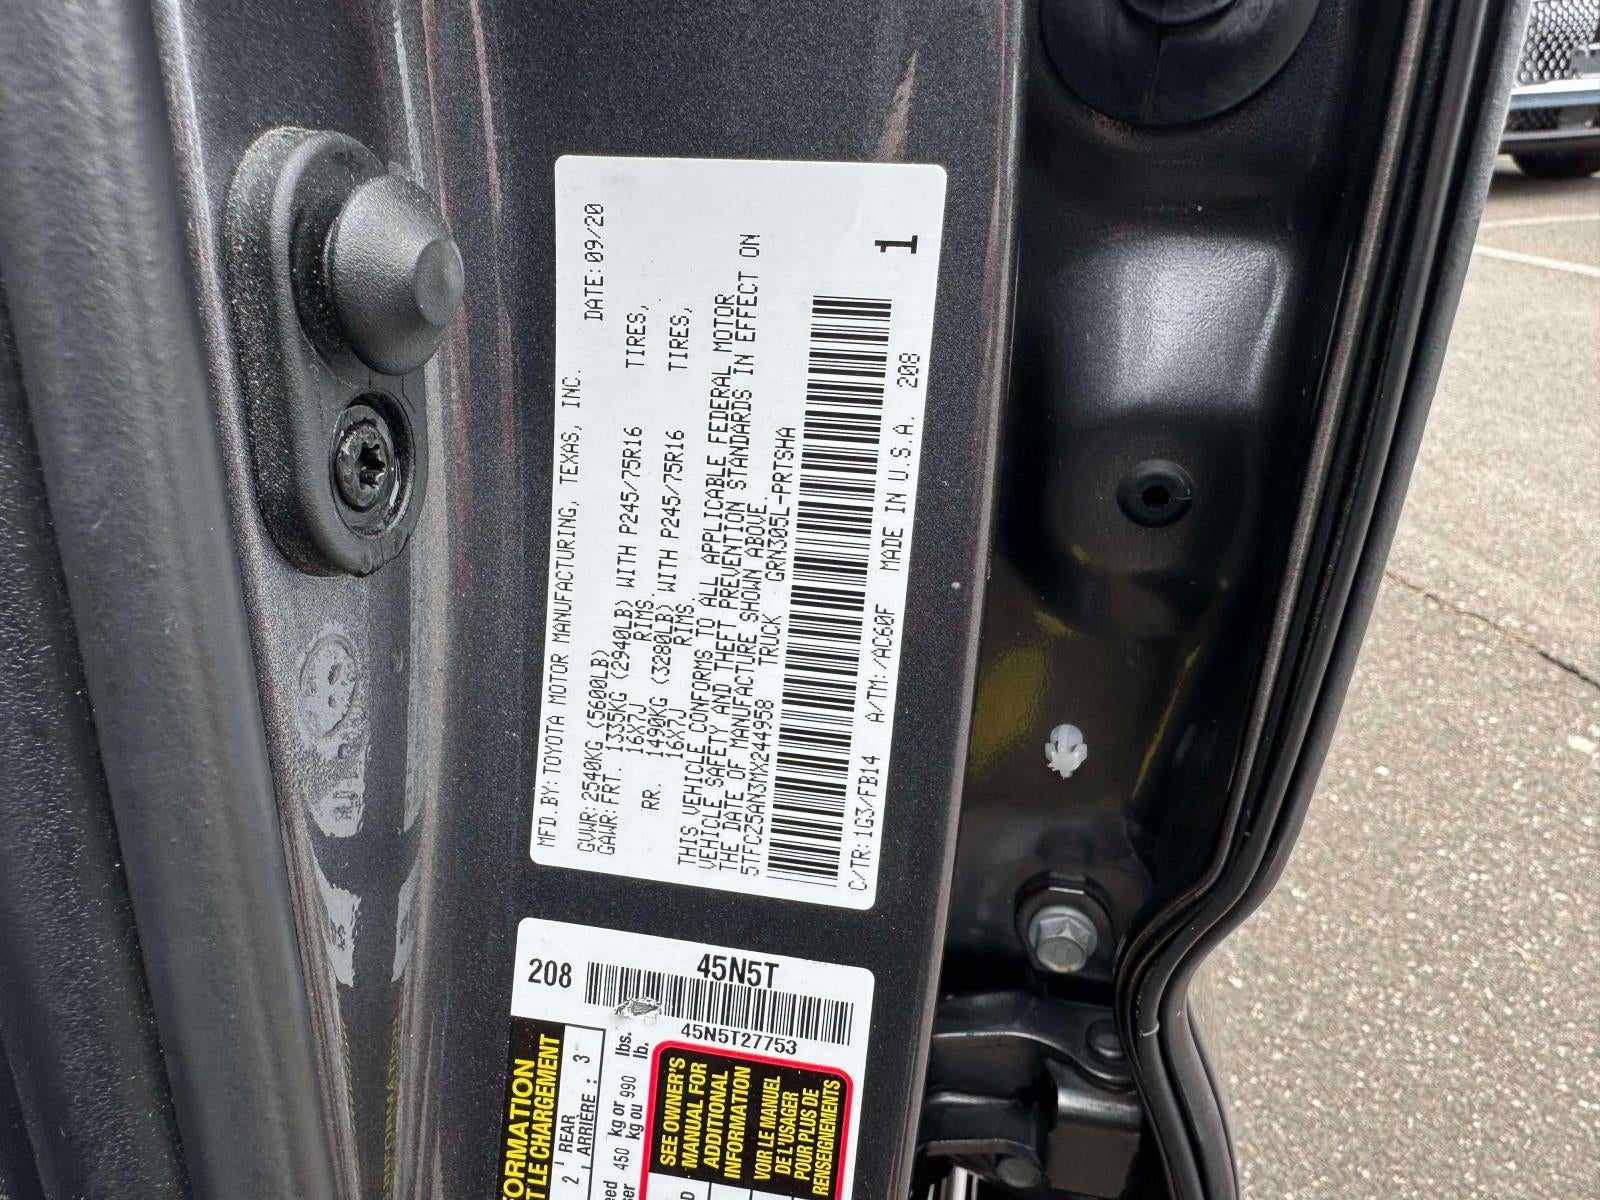 MFD. BY: TOYOTA MOTOR MANUFACTURING, TEXAS, INC.
DATE: 09/20
GVWR: 2540KG (5600LB)
GAWR: FRT. 1335KG (2940LB) WITH P245/75R16 TIRES,
16X7J RIMS.
RR. 1490KG (3280LB) WITH P245/75R16 TIRES,
16X7J RIMS
THIS VEHICLE CONFORMS TO ALL APPLICABLE FEDERAL MOTOR
VEHICLE SAFETY AND THEFT PREVENTION STANDARDS IN EFFECT ON
THE DATE OF MANUFACTURE SHOWN ABOVE.
5TFCZ5AN3MX244958 TRUCK GRN305L-PRTSHA
1
C/TR: 1G3/FB14 A/TM: /AC60F MADE IN U.S.A. 208
208
45N5T
45N5T27753
ORMATION
T LE CHARGEMENT
2 REAR
2, ARRIÈRE : 3
eed 450 kg or 990 lbs.
ser kg ou lb.
SEE OWNER'S
MANUAL FOR
ADDITIONAL
INFORMATION
VOIR LE MANUEL
DE L'USAGER
POUR PLUS DE
RENSEIGNEMENTS